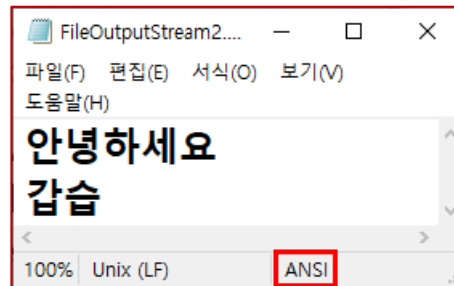 FileOutputStream2....
파일(F) 편집(E) 서식(O) 보기(V)
도움말(H)
안녕하세요
갑습
100% Unix (LF) ANSI